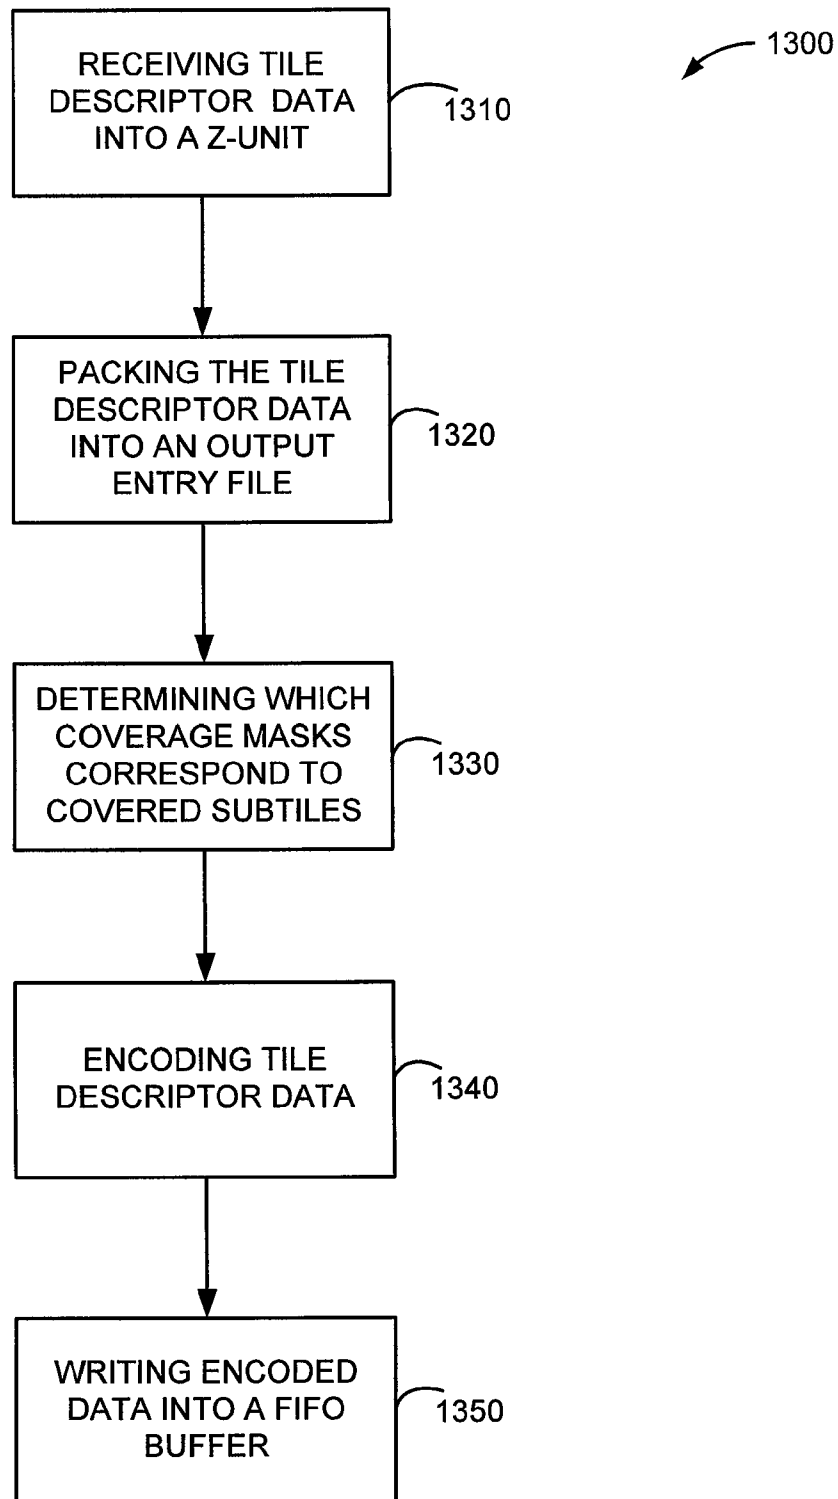 1300
RECEIVING TILE
DESCRIPTOR DATA
INTO A Z-UNIT
1310
PACKING THE TILE
DESCRIPTOR DATA
INTO AN OUTPUT
ENTRY FILE
1320
DETERMINING WHICH
COVERAGE MASKS
CORRESPOND TO
COVERED SUBTILES
1330
ENCODING TILE
DESCRIPTOR DATA
1340
WRITING ENCODED
DATA INTO A FIFO
BUFFER
1350